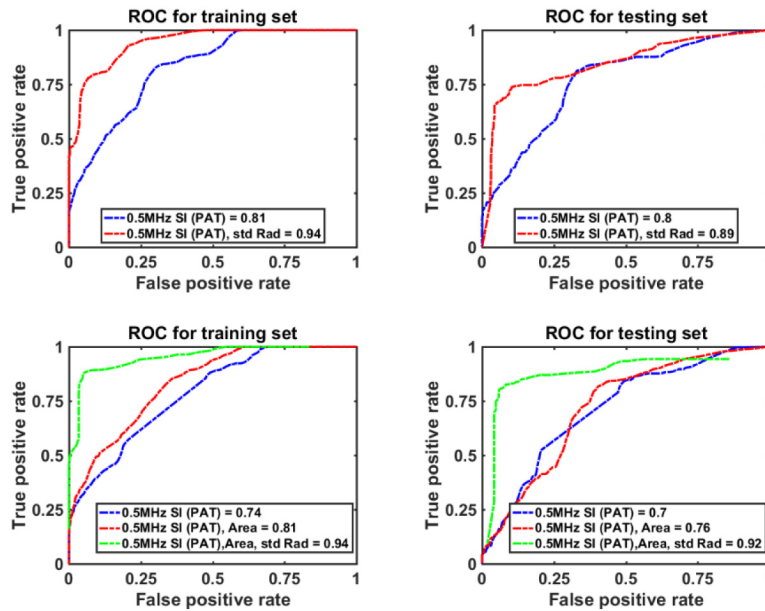 ROC for training set
True positive rate
1
0.75
0.5
0.25
0
0.5MHz SI (PAT) = 0.81
0.5MHz SI (PAT), std Rad = 0.94
0 0.25 0.5 0.75 1
False positive rate
ROC for testing set
True positive rate
1
0.75
0.5
0.25
0
0.5MHz SI (PAT) = 0.8
0.5MHz SI (PAT), std Rad = 0.89
0 0.25 0.5 0.75
False positive rate
ROC for training set
True positive rate
1
0.75
0.5
0.25
0
0.5MHz SI (PAT) = 0.74
0.5MHz SI (PAT), Area = 0.81
0.5MHz SI (PAT),Area, std Rad = 0.94
0 0.25 0.5 0.75 1
False positive rate
ROC for testing set
True positive rate
1
0.75
0.5
0.25
0
0.5MHz SI (PAT) = 0.7
0.5MHz SI (PAT), Area = 0.76
0.5MHz SI (PAT),Area, std Rad = 0.92
0 0.25 0.5 0.75
False positive rate